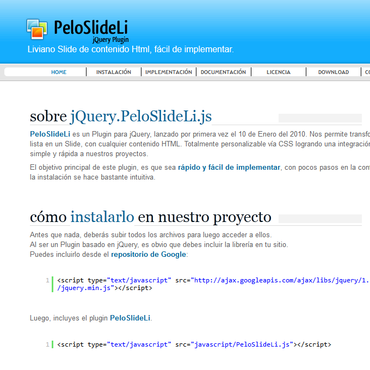 PeloSlideLi
jQuery Plugin
Liviano Slide de contenido Html, fácil de implementar.
HOME INSTALACIÓN IMPLEMENTACIÓN DOCUMENTACIÓN LICENCIA DOWNLOAD
sobre jQuery.PeloSlideLi.js
PeloSlideLi es un Plugin para jQuery, lanzado por primera vez el 10 de Enero del 2010. Nos permite
lista en un Slide, con cualquier contenido HTML. Totalmente personalizable vía CSS logrando una
simple y rápida a nuestros proyectos.
El objetivo principal de este plugin, es que sea rápido y fácil de implementar, con pocos pasos en la
la instalación se hace bastante intuitiva.
cómo instalarlo en nuestro proyecto
Antes que nada, deberás subir todos los archivos para luego acceder a ellos.
Al ser un Plugin basado en jQuery, es obvio que debes incluir la librería en tu sitio.
Puedes incluirlo desde el repositorio de Google:
1 <script type="text/javascript" src="http://ajax.googleapis.com/ajax/libs/jquery/1.
/jquery.min.js"></script>
Luego, incluyes el plugin PeloSlideLi.
1 <script type="text/javascript" src="javascript/PeloSlideLi.js"></script>